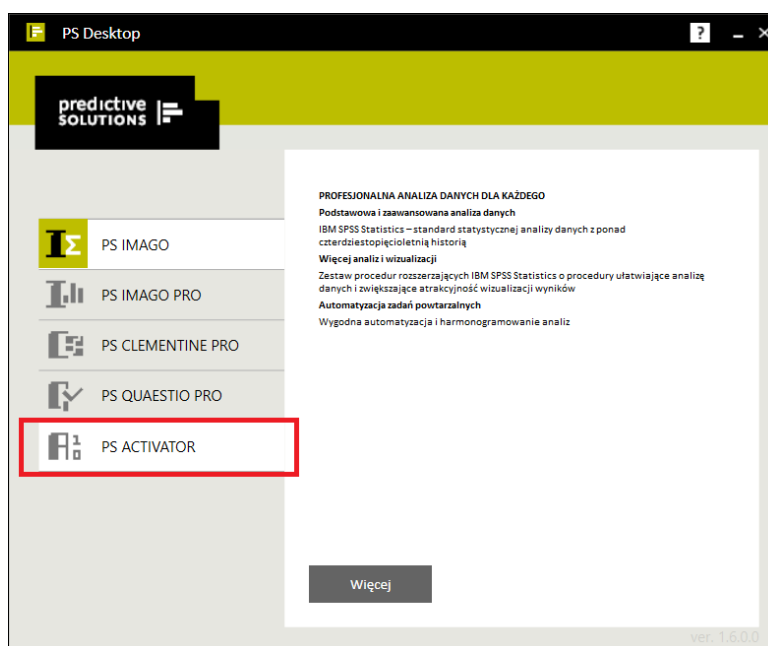 PS Desktop
?
predictive
SOLUTIONS
PS IMAGO
PS IMAGO PRO
PS CLEMENTINE PRO
PS QUAESTIO PRO
PS ACTIVATOR
PROFESJONALNA ANALIZA DANYCH DLA KAŻDEGO
Podstawowa i zaawansowana analiza danych
IBM SPSS Statistics – standard statystycznej analizy danych z ponad
czterdziestopięcioletnią historią
Więcej analiz i wizualizacji
Zestaw procedur rozszerzających IBM SPSS Statistics o procedury ułatwiające analizę
danych i zwiększające atrakcyjność wizualizacji wyników
Automatyzacja zadań powtarzalnych
Wygodna automatyzacja i harmonogramowanie analiz
Więcej
ver. 1.6.0.0